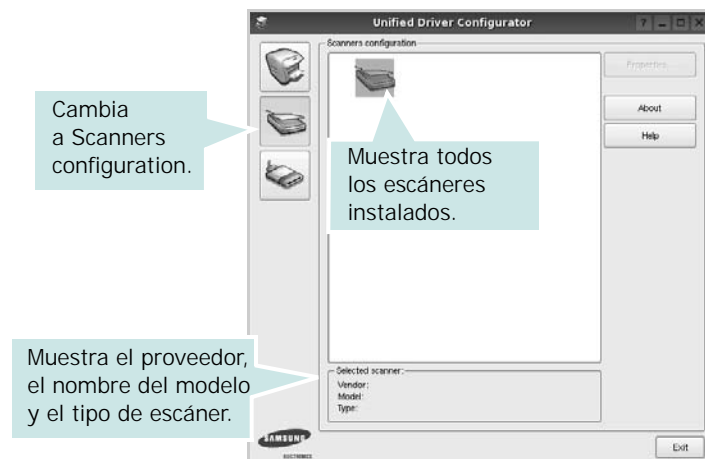 Unified Driver Configurator
Scanners configuration
Properties...
About
Help
Cambia
a Scanners
configuration.
Muestra todos
los escáneres
instalados.
Muestra el proveedor,
el nombre del modelo
y el tipo de escáner.
Selected scanner:
Vendor:
Model:
Type:
SAMSUNG
ELECTRONICS
Exit